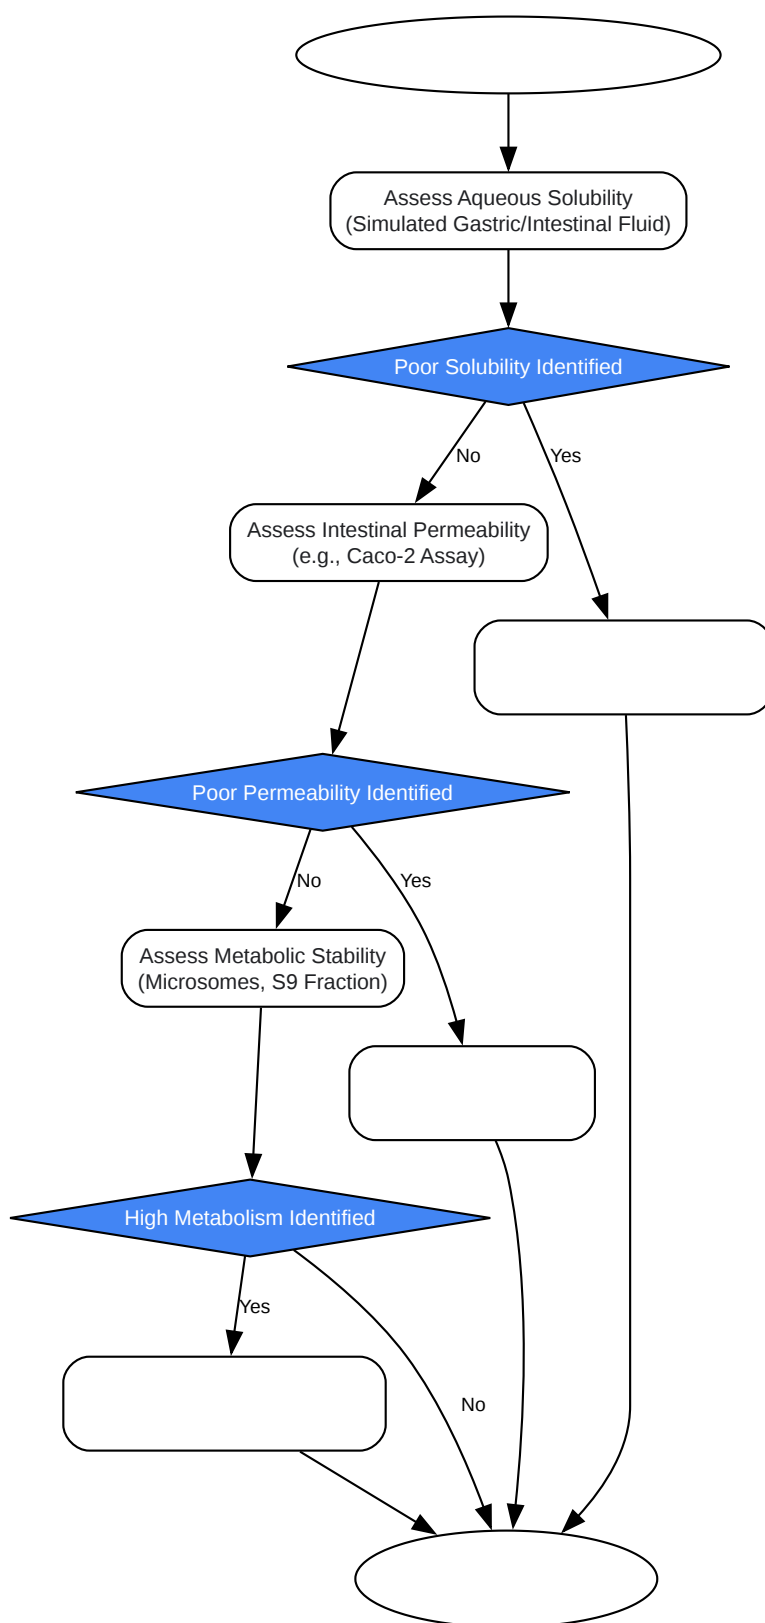 Assess Aqueous Solubility
(Simulated Gastric/Intestinal Fluid)
Poor Solubility Identified
No
Yes
Assess Intestinal Permeability
(e.g., Caco-2 Assay)
Poor Permeability Identified
No
Yes
Assess Metabolic Stability
(Microsomes, S9 Fraction)
High Metabolism Identified
Yes
No